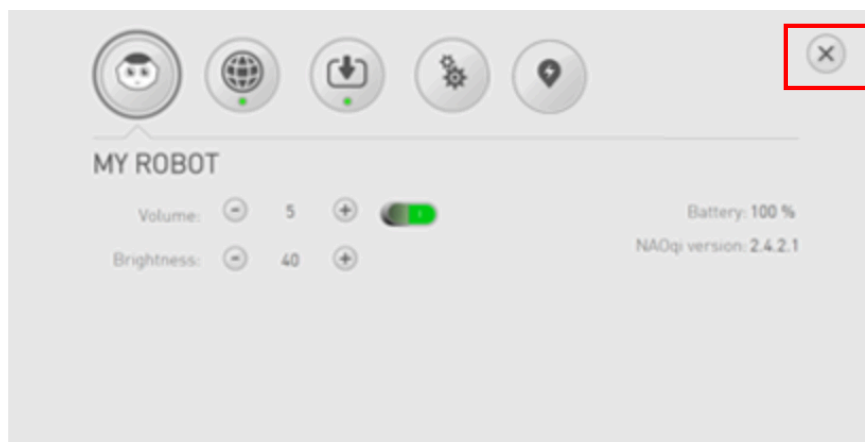 MY ROBOT
Volume: 5
Battery: 100 %
Brightness: 40
NAOqi version: 2.4.2.1